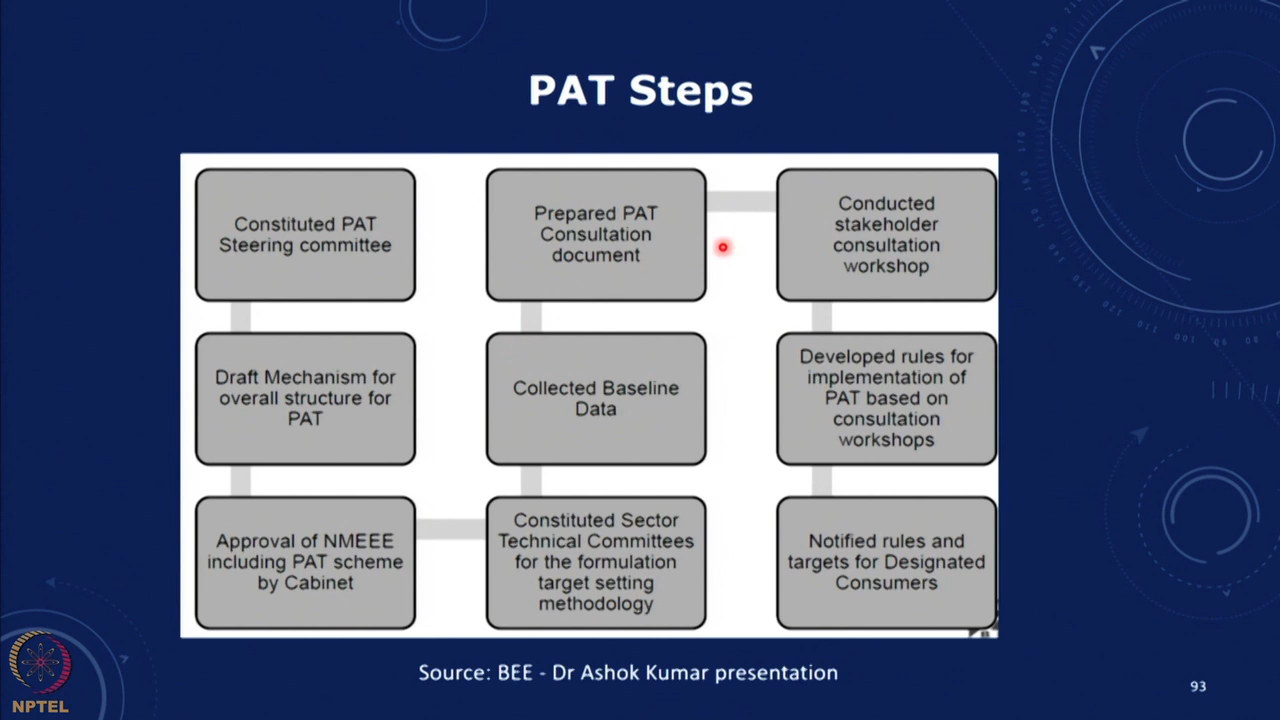 PAT Steps
Constituted PAT
Steering committee
Draft Mechanism for
overall structure for
PAT
Approval of NMEEE
including PAT scheme
by Cabinet
Constituted Sector
Technical Committees
for the formulation
target setting
methodology
Collected Baseline
Data
Prepared PAT
Consultation
document
Conducted
stakeholder
consultation
workshop
Developed rules for
implementation of
PAT based on
consultation
workshops
Notified rules and
targets for Designated
Consumers
Source: BEE - Dr Ashok Kumar presentation
93
NPTEL